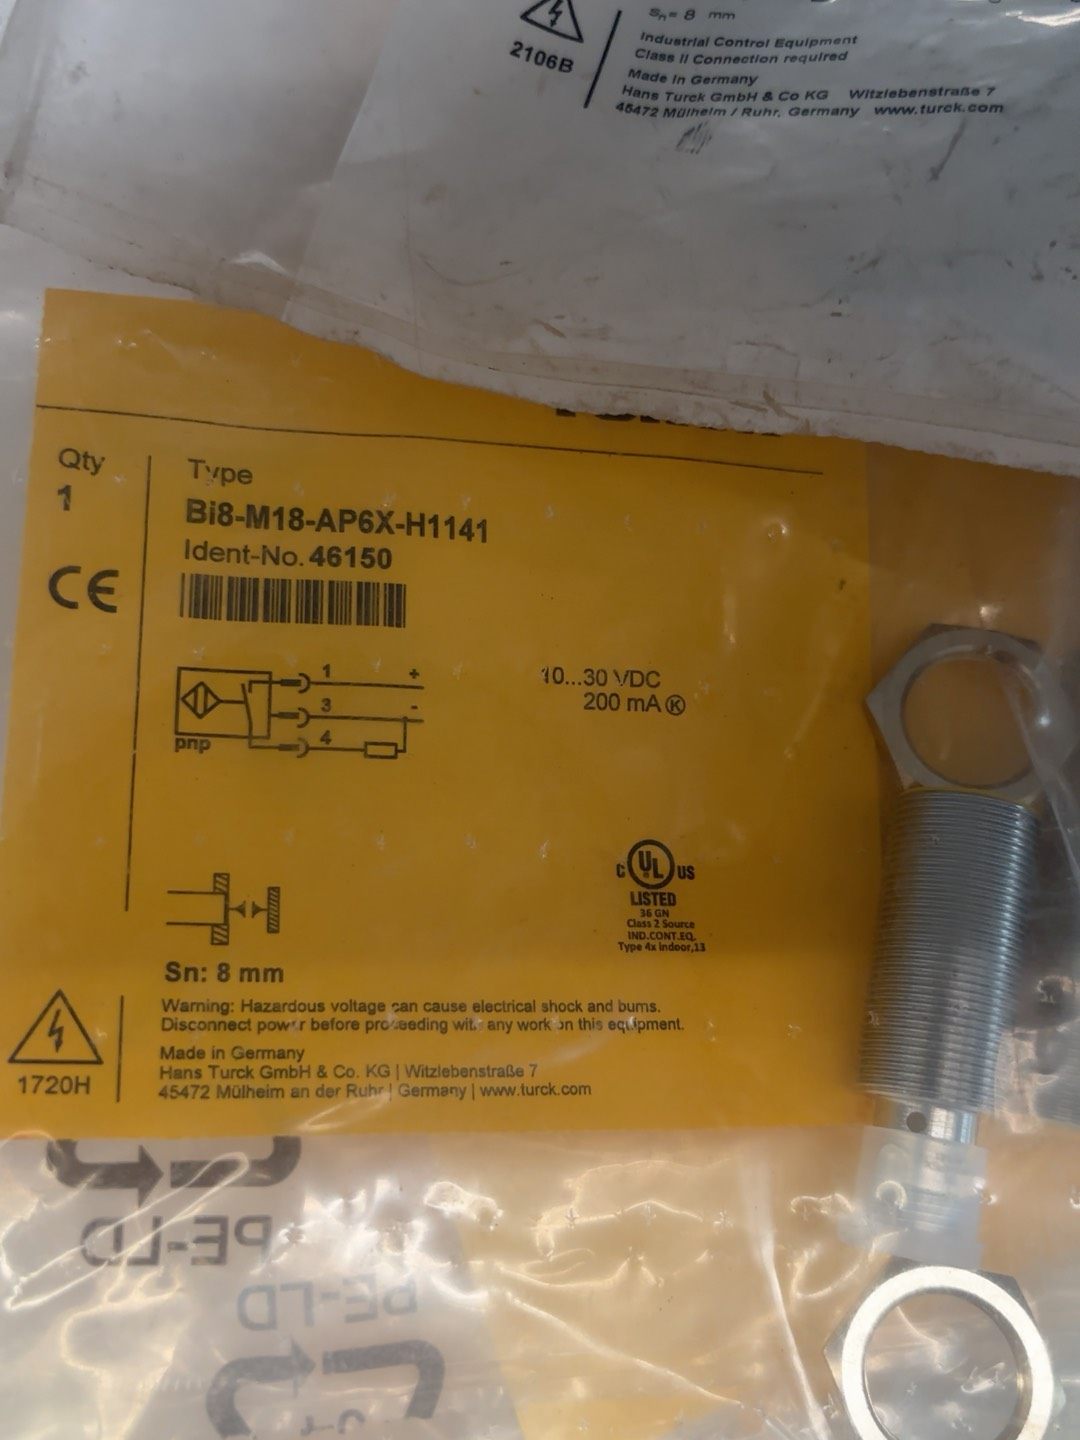 Sn= 8 mm
Industrial Control Equipment
Class II Connection required
2106B
Made in Germany
Hans Turck GmbH & Co KG Witzlebenstraße 7
45472 Mülheim / Ruhr, Germany www.turck.com
Qty
1
Type
Bi8-M18-AP6X-H1141
Ident-No. 46150
CE
1 +
3 -
4
pnp
10...30 VDC
200 mA Ⓚ
C UL US
LISTED
36 GN
Class 2 Source
IND.CONT.EQ.
Type 4x indoor,13
Sn: 8 mm
Warning: Hazardous voltage can cause electrical shock and burns.
Disconnect power before proceeding with any work on this equipment.
1720H
Made in Germany
Hans Turck GmbH & Co. KG | Witzlebenstraße 7
45472 Mülheim an der Ruhr | Germany | www.turck.com
PE-LD
PE-LD